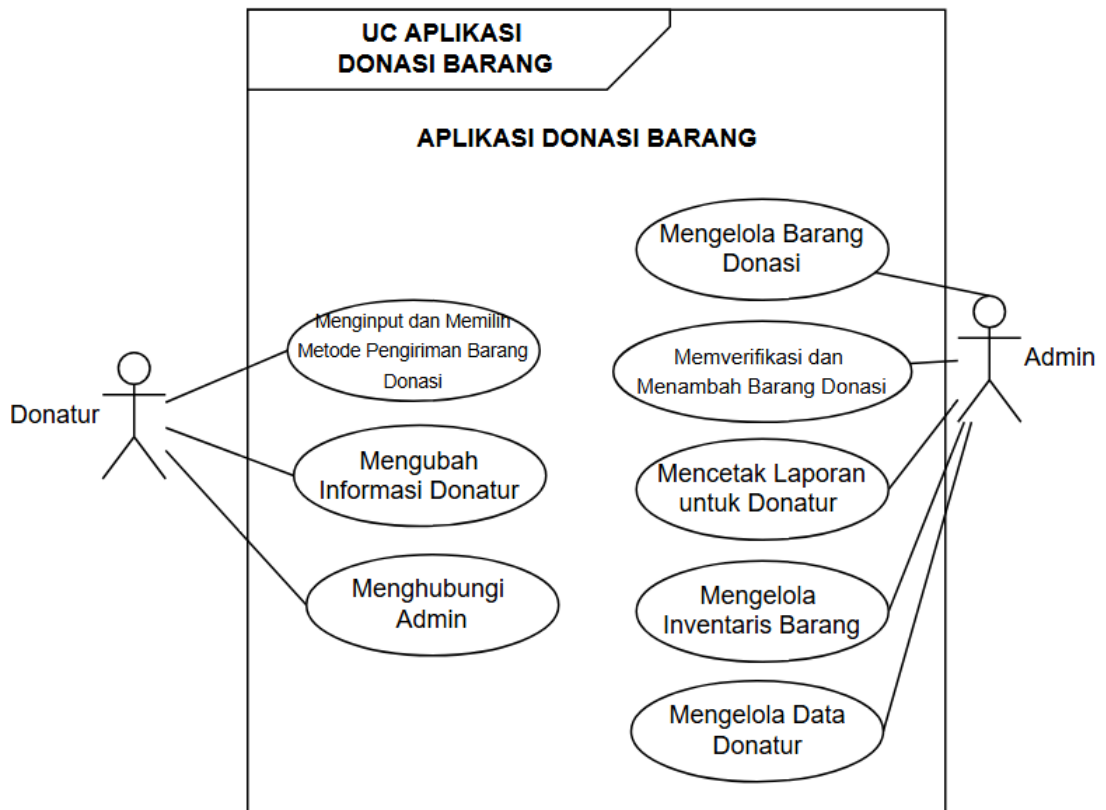 UC APLIKASI
DONASI BARANG
APLIKASI DONASI BARANG
Donatur
Menginput dan Memilih
Metode Pengiriman Barang
Donasi
Mengubah
Informasi Donatur
Menghubungi
Admin
Mengelola Barang
Donasi
Memverifikasi dan
Menambah Barang Donasi
Mencetak Laporan
untuk Donatur
Mengelola
Inventaris Barang
Mengelola Data
Donatur
Admin